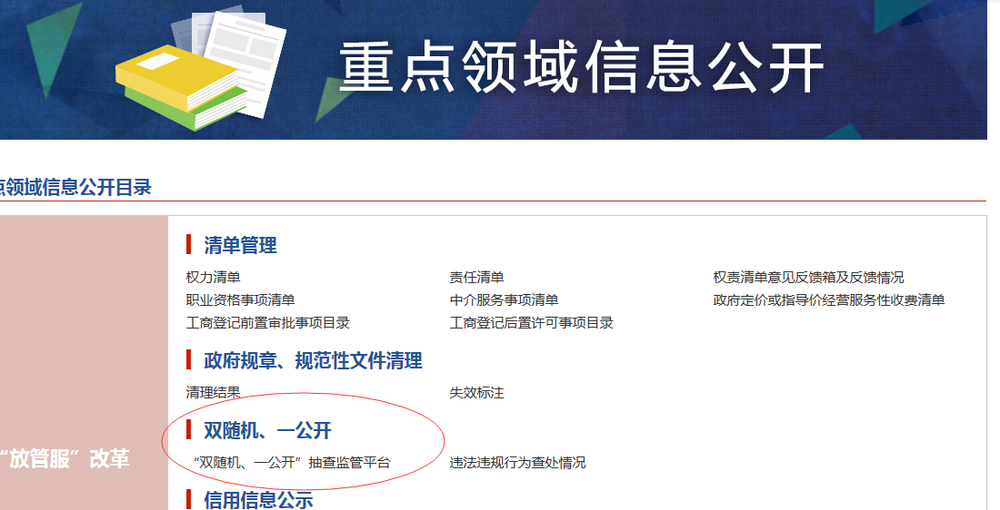 重点领域信息公开
点领域信息公开目录
清单管理
权力清单 责任清单 权责清单意见反馈箱及反馈情况
职业资格事项清单 中介服务事项清单 政府定价或指导价经营服务性收费清单
工商登记前置审批事项目录 工商登记后置许可事项目录
政府规章、规范性文件清理
清理结果 失效标注
双随机、一公开
“放管服”改革
“双随机、一公开”抽查监管平台 违法违规行为查处情况
信用信息公示